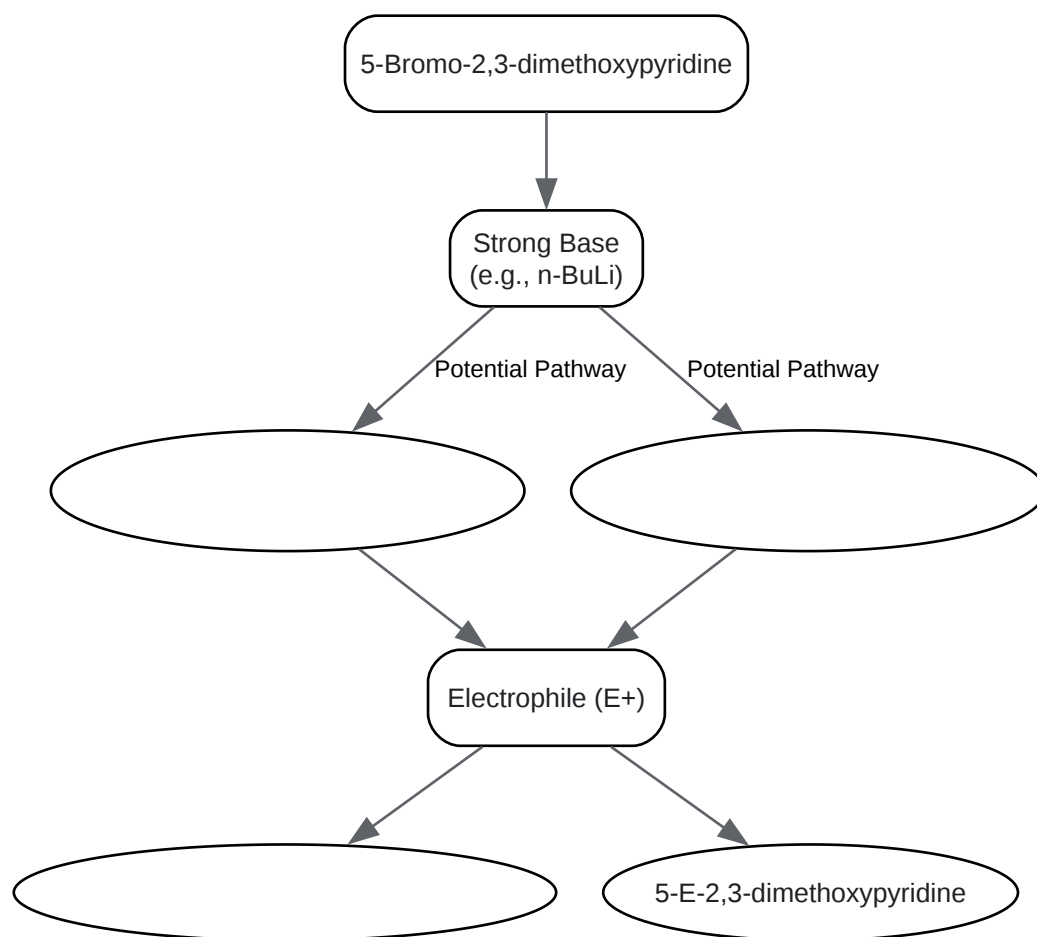 5-Bromo-2,3-dimethoxypyridine
Strong Base
(e.g., n-BuLi)
Potential Pathway
Potential Pathway
Electrophile (E+)
5-E-2,3-dimethoxypyridine